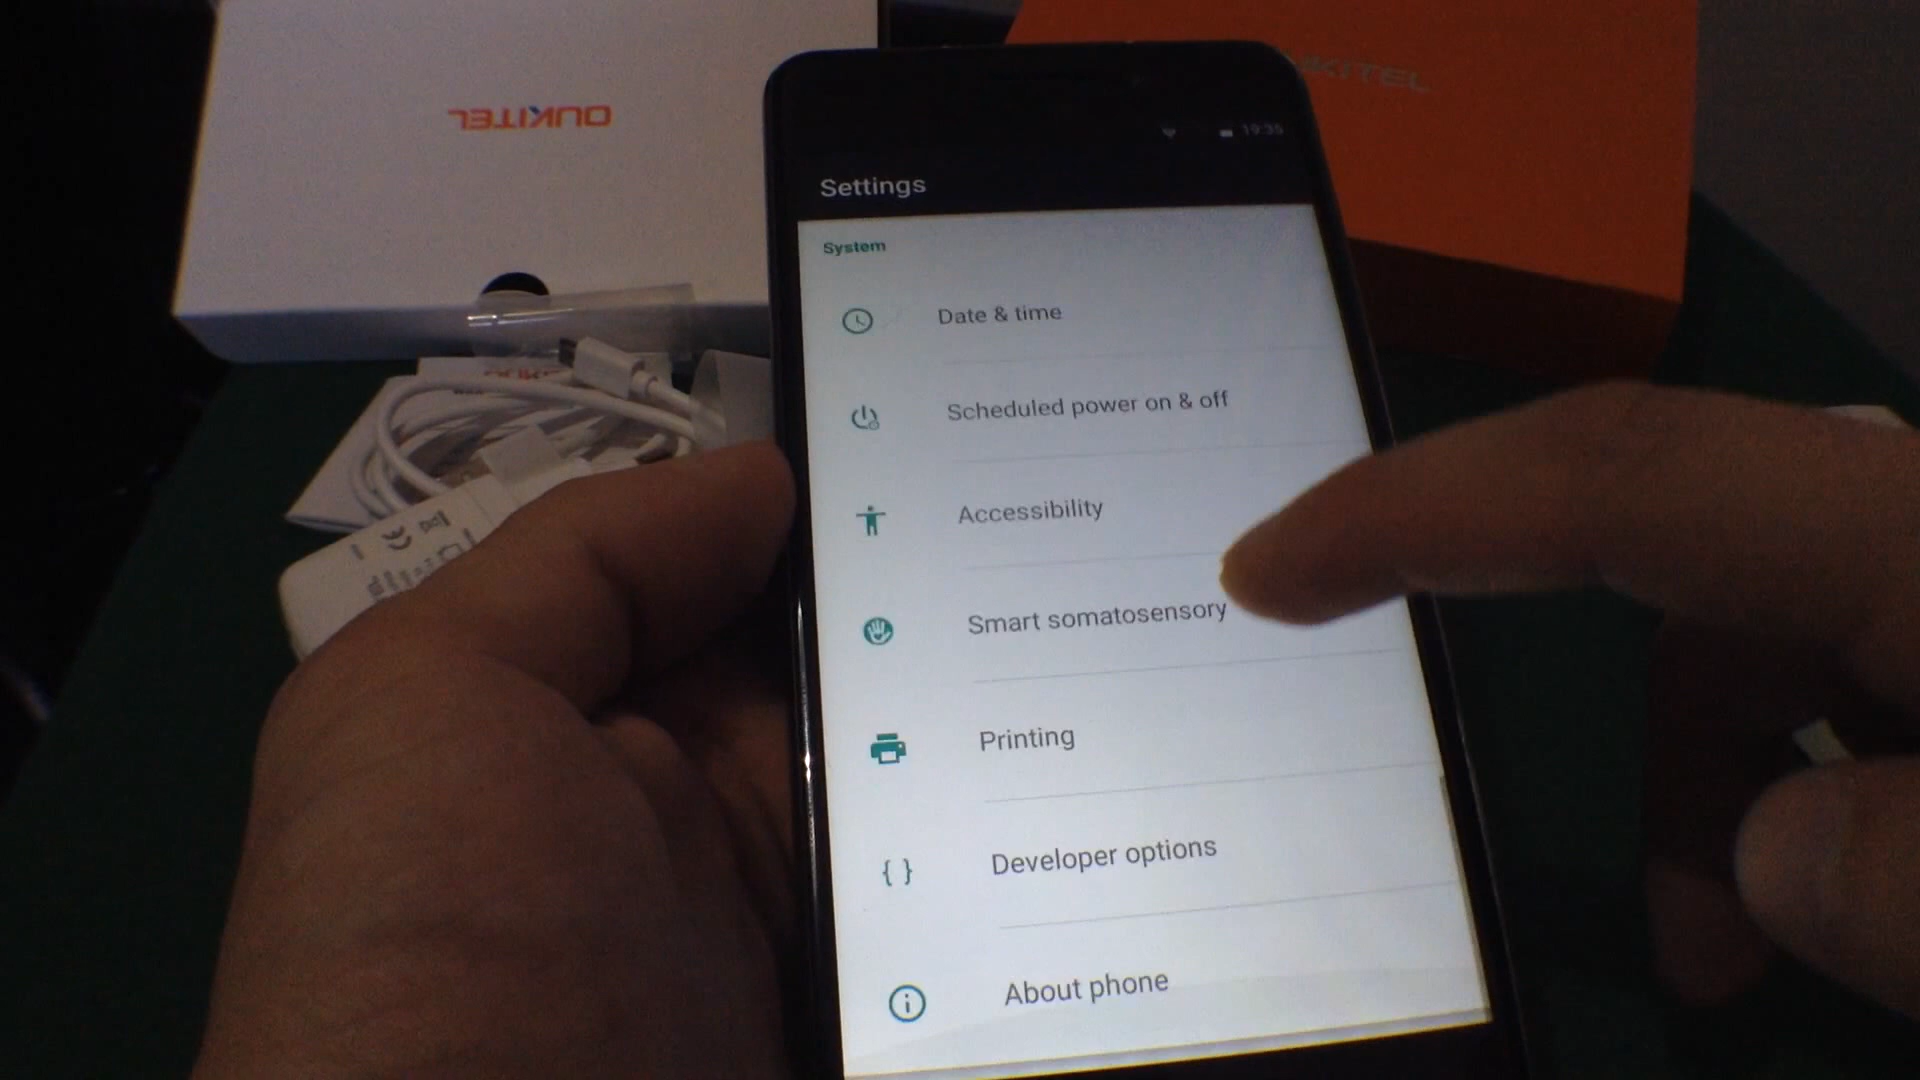 OUKITEL
OUKITEL
19:35
Settings
System
Date & time
Scheduled power on & off
Accessibility
Smart somatosensory
Printing
Developer options
About phone